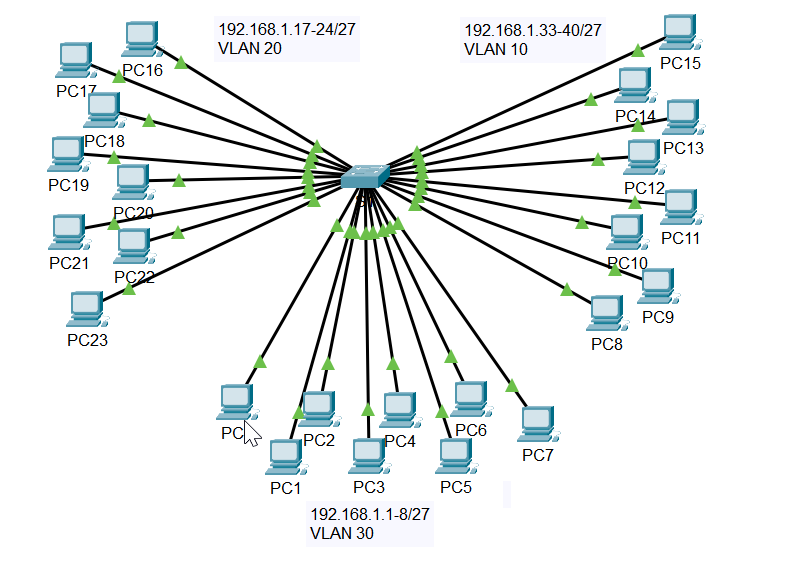 192.168.1.17-24/27
VLAN 20
192.168.1.33-40/27
VLAN 10
PC16
PC15
PC17
PC14
PC18
PC13
PC19
PC12
PC20
PC11
PC21
PC10
PC22
PC9
PC23
PC8
PC2
PC4
PC6
PC7
PC1
PC3
PC5
192.168.1.1-8/27
VLAN 30